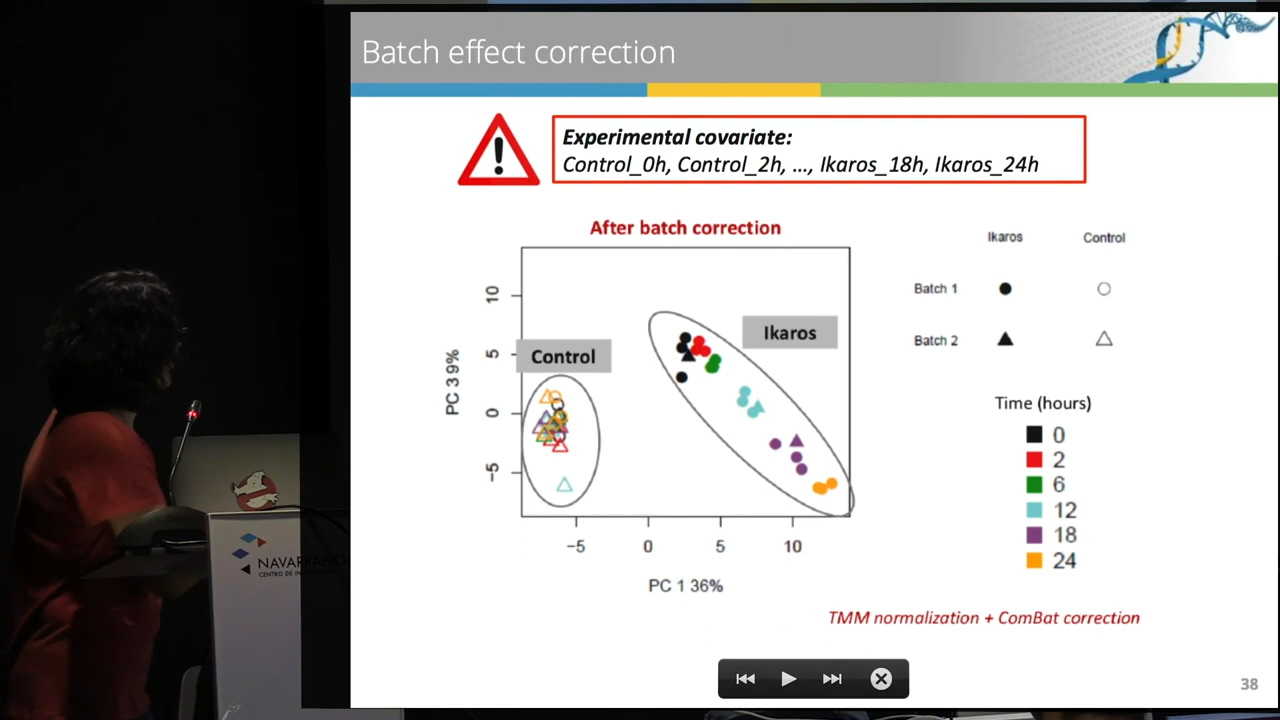 Batch effect correction
Experimental covariate:
Control_0h, Control_2h, ..., Ikaros_18h, Ikaros_24h
After batch correction
Ikaros
Control
Batch 1
Batch 2
PC 3 9%
10
5
0
−5
Control
Ikaros
−5
0
5
10
PC 1 36%
Time (hours)
0
2
6
12
18
24
TMM normalization + ComBat correction
38
CENTRO DE